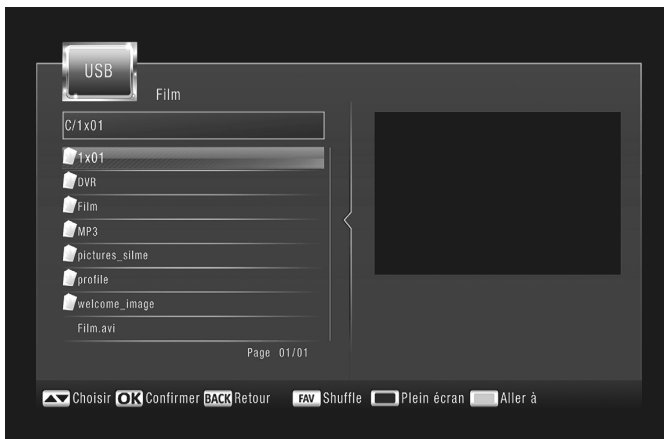 USB
Film
C/1x01
1x01
DVR
Film
MP3
pictures_silme
profile
welcome_image
Film.avi
Page 01/01
Choisir OK Confirmer BACK Retour FAV Shuffle Plein écran Aller à